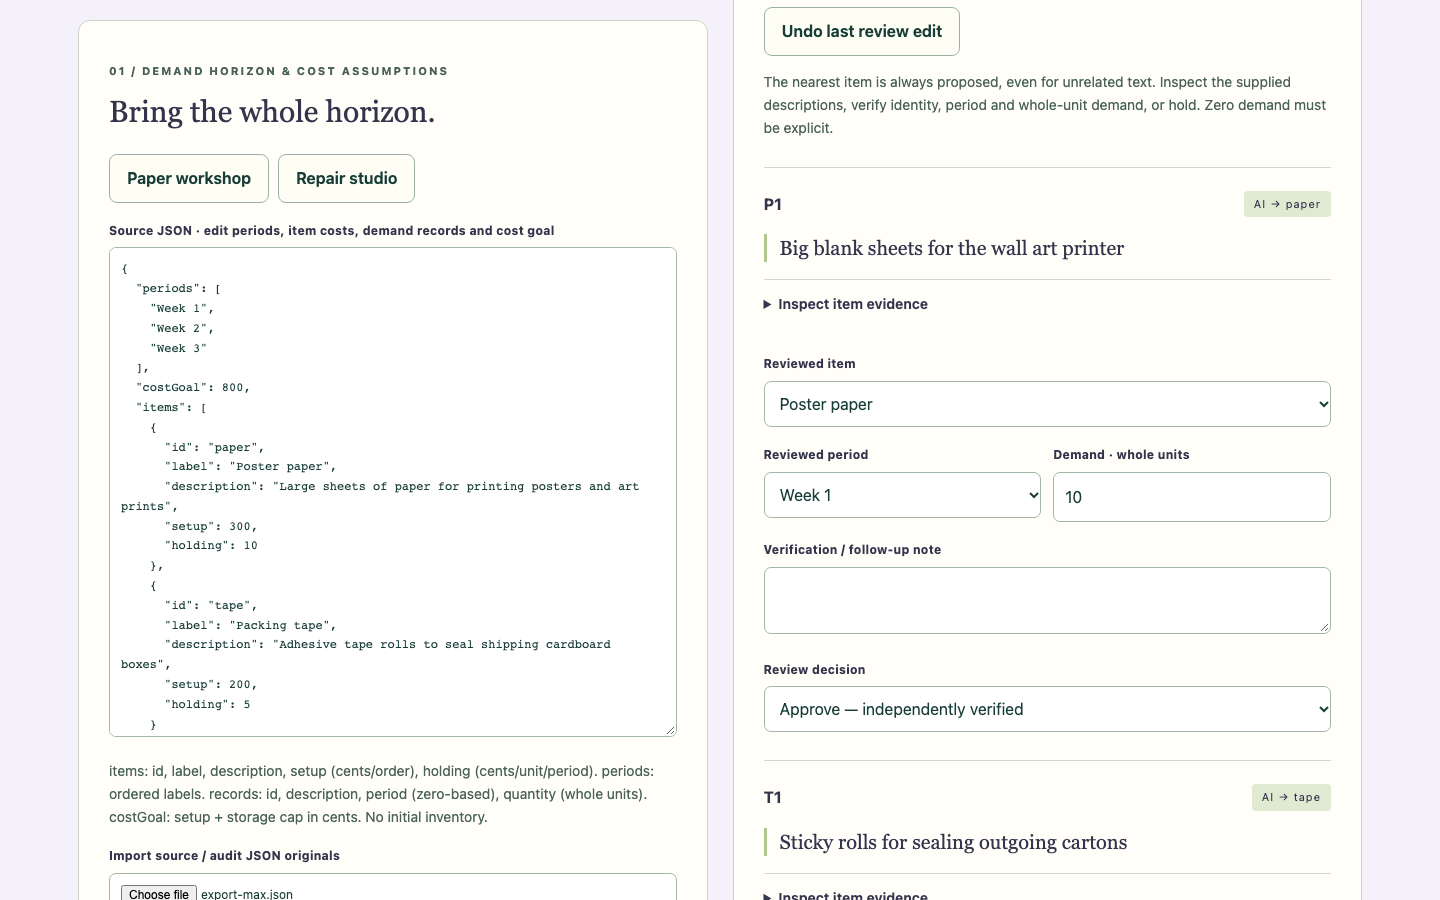 01 / DEMAND HORIZON & COST ASSUMPTIONS
Bring the whole horizon.
Paper workshop
Repair studio
Source JSON · edit periods, item costs, demand records and cost goal
{
"periods": [
"Week 1",
"Week 2",
"Week 3"
],
"costGoal": 800,
"items": [
{
"id": "paper",
"label": "Poster paper",
"description": "Large sheets of paper for printing posters and art
prints",
"setup": 300,
"holding": 10
},
{
"id": "tape",
"label": "Packing tape",
"description": "Adhesive tape rolls to seal shipping cardboard
boxes",
"setup": 200,
"holding": 5
}
items: id, label, description, setup (cents/order), holding (cents/unit/period). periods:
ordered labels. records: id, description, period (zero-based), quantity (whole units).
costGoal: setup + storage cap in cents. No initial inventory.
Import source / audit JSON originals
Choose file export-max.json
Undo last review edit
The nearest item is always proposed, even for unrelated text. Inspect the supplied
descriptions, verify identity, period and whole-unit demand, or hold. Zero demand must
be explicit.
P1
AI → paper
Big blank sheets for the wall art printer
▶ Inspect item evidence
Reviewed item
Poster paper
Reviewed period
Demand · whole units
Week 1
10
Verification / follow-up note
Review decision
Approve — independently verified
T1
AI → tape
Sticky rolls for sealing outgoing cartons
▶ Inspect item evidence